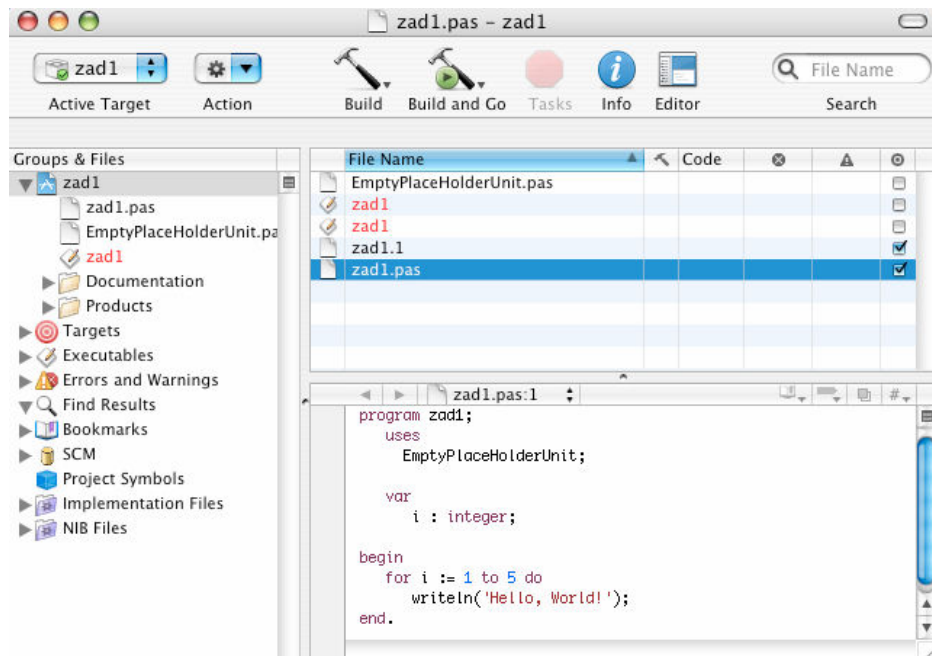 zad1.pas – zad1
zad1
Active Target
Action
Build
Build and Go
Tasks
Info
Editor
File Name
Search
Groups & Files
zad1
zad1.pas
EmptyPlaceHolderUnit.pa
zad1
Documentation
Products
Targets
Executables
Errors and Warnings
Find Results
Bookmarks
SCM
Project Symbols
Implementation Files
NIB Files
File Name
Code
EmptyPlaceHolderUnit.pas
zad1
zad1
zad1.1
zad1.pas
zad1.pas:1
#
program zad1;
uses
EmptyPlaceHolderUnit;
var
i : integer;
begin
for i := 1 to 5 do
writeln('Hello, World!');
end.